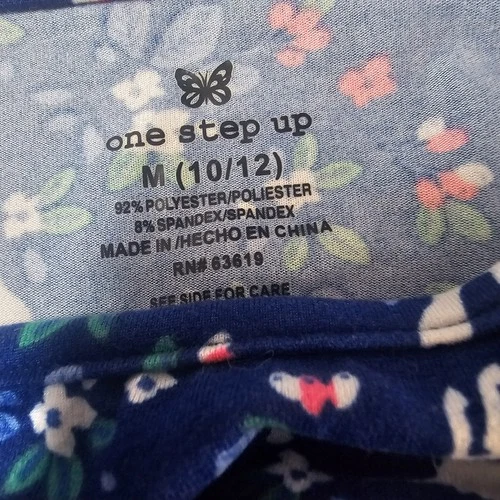 one step up
M (10/12)
92% POLYESTER/POLIESTER
8% SPANDEX/SPANDEX
MADE IN /HECHO EN CHINA
RN# 63619
SEE SIDE FOR CARE